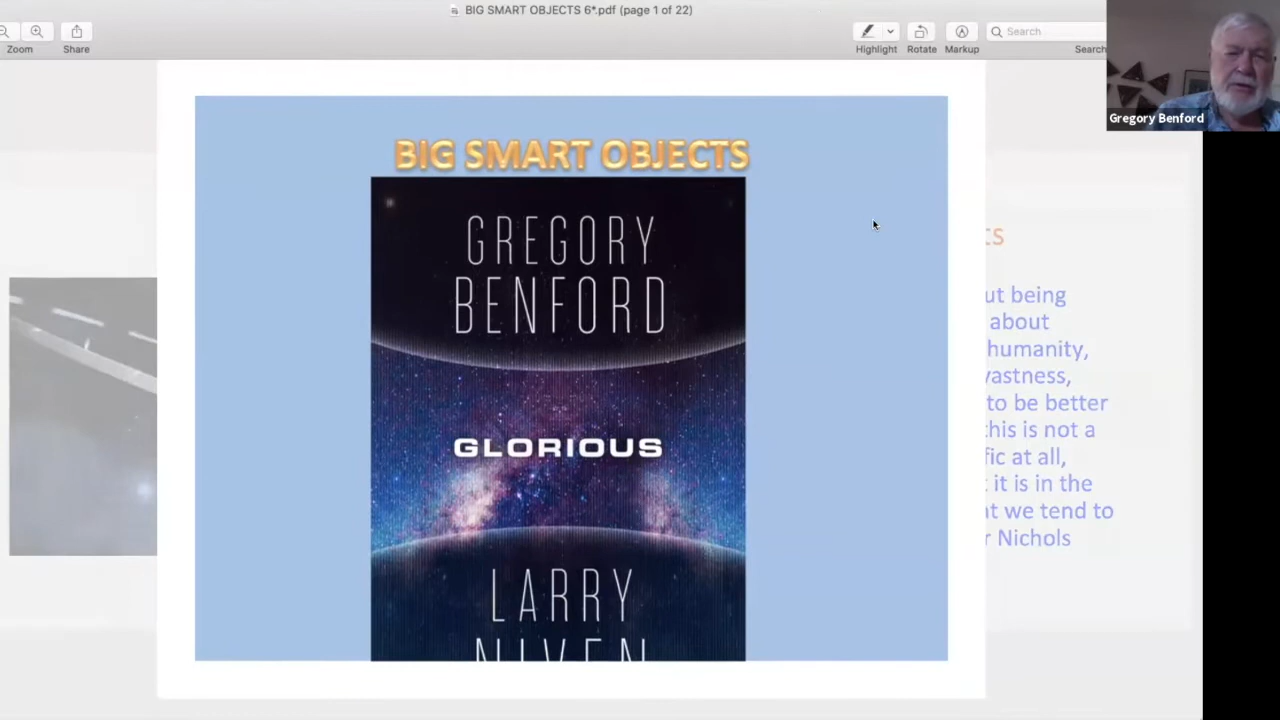 BIG SMART OBJECTS 6*.pdf (page 1 of 22)
Zoom
Share
Highlight
Rotate
Markup
Search
Search
Gregory Benford
BIG SMART OBJECTS
GREGORY
BENFORD
GLORIOUS
LARRY
NIVEN
TS
ut being
about
humanity,
vastness,
to be better
this is not a
fic at all,
it is in the
at we tend to
r Nichols